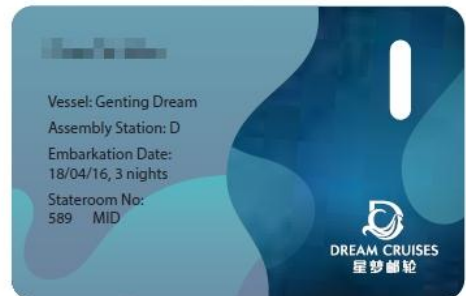 Vessel: Genting Dream
Assembly Station: D
Embarkation Date:
18/04/16, 3 nights
Stateroom No:
589 MID
DREAM CRUISES
星梦邮轮